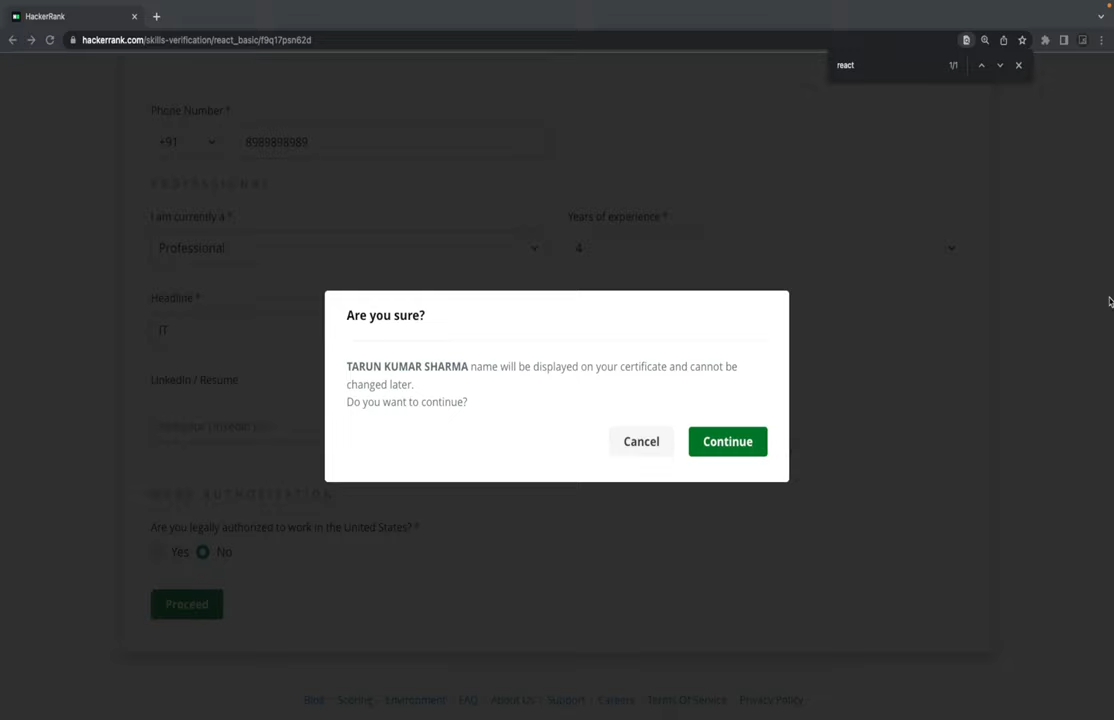 HackerRank
hackerrank.com/skills-verification/react_basic/f9q17psn62d
react 1/1
Phone Number *
+91 8989898989
PROFESSIONAL
I am currently a * Years of experience *
Professional 4
Headline *
IT
LinkedIn / Resume
Are you sure?
TARUN KUMAR SHARMA name will be displayed on your certificate and cannot be
changed later.
Do you want to continue?
Cancel Continue
WORK AUTHORISATION
Are you legally authorized to work in the United States? *
Yes No
Proceed
Blog Scoring Environment FAQ About Us Support Careers Terms Of Service Privacy Policy